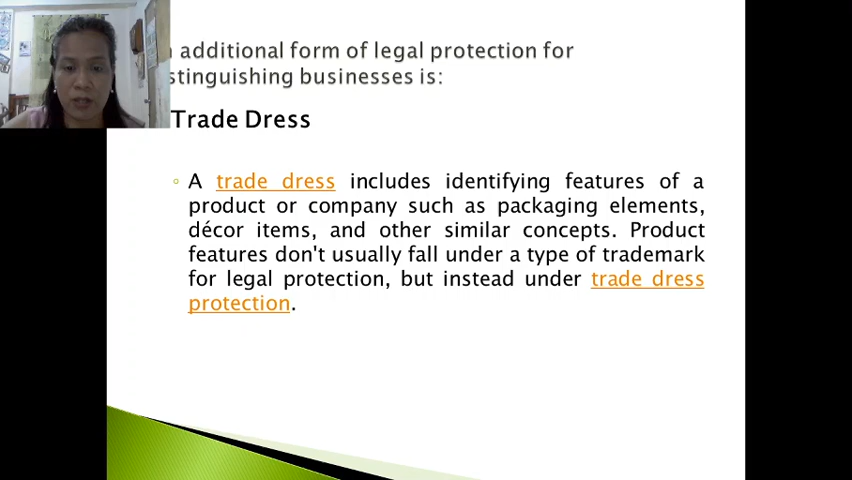 additional form of legal protection for
stinguishing businesses is:
Trade Dress
A trade dress includes identifying features of a
product or company such as packaging elements,
décor items, and other similar concepts. Product
features don't usually fall under a type of trademark
for legal protection, but instead under trade dress
protection.